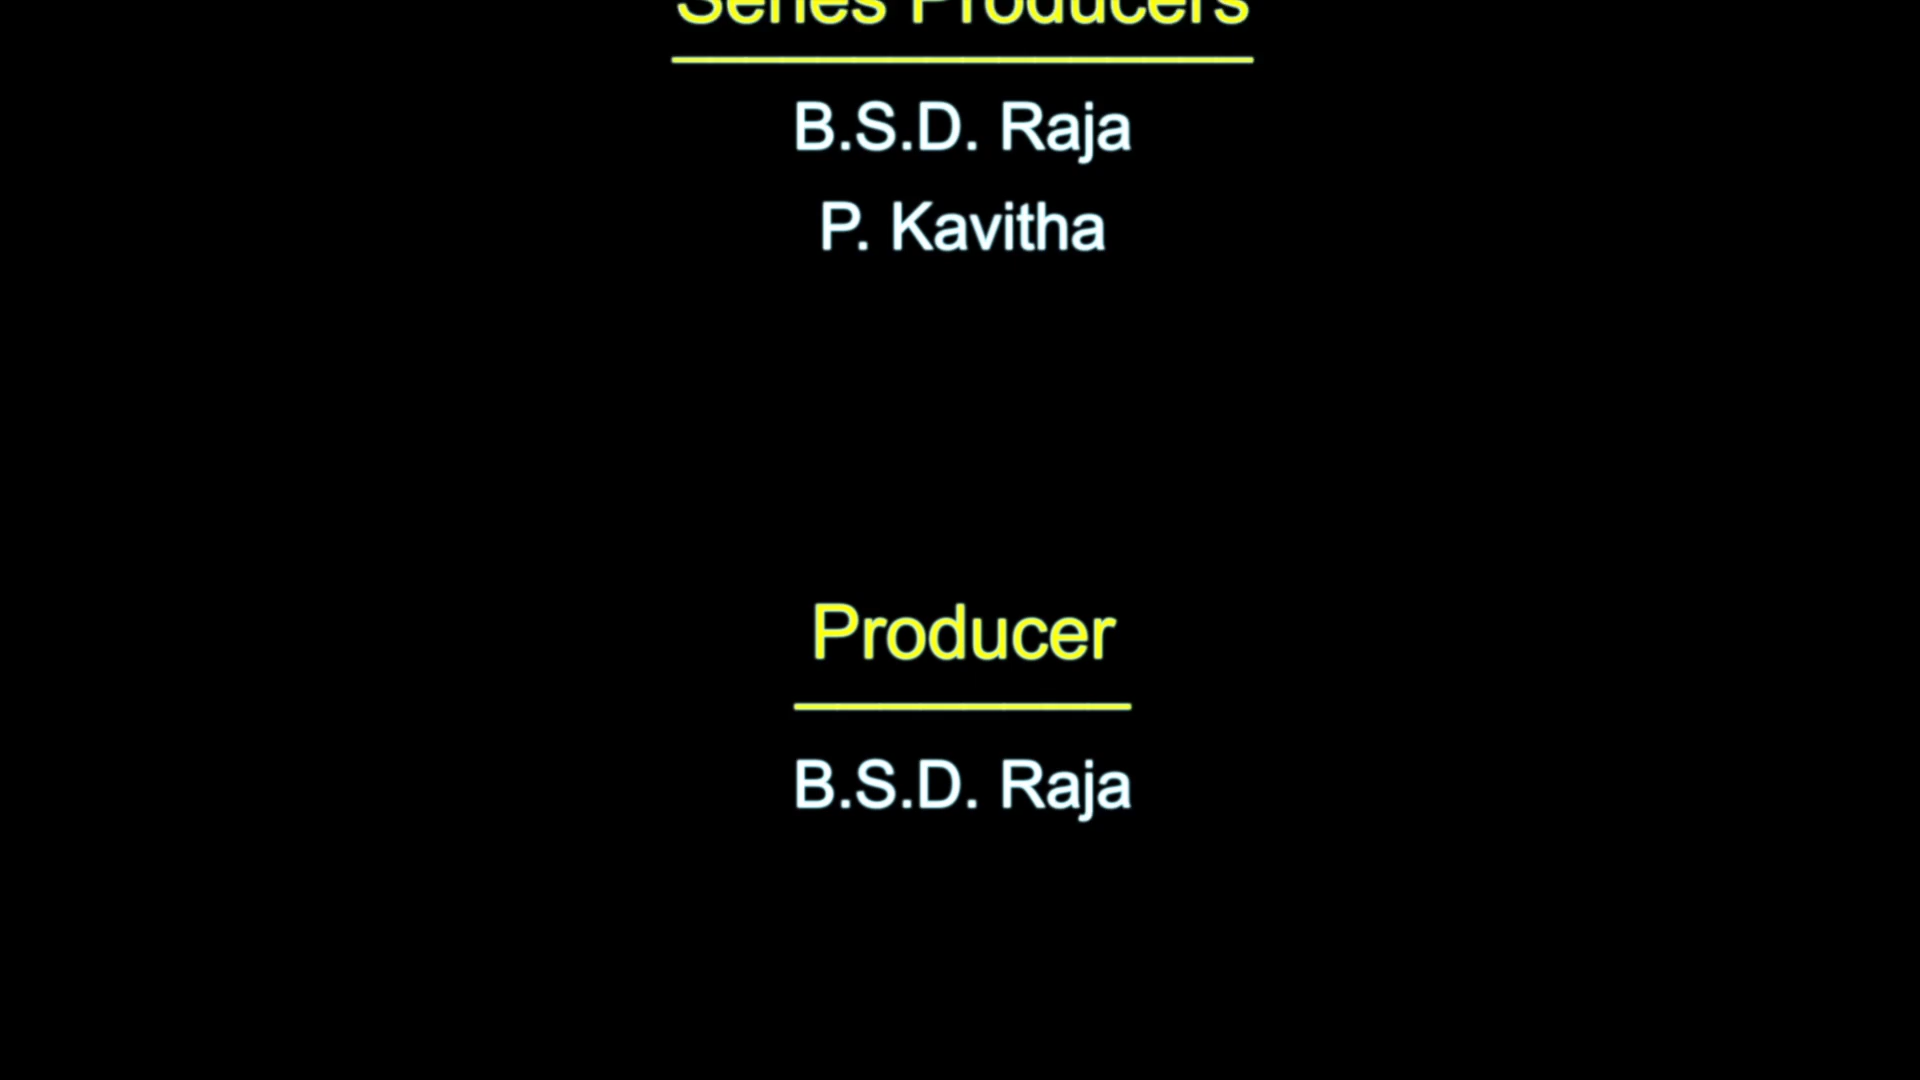 Series Producers
B.S.D. Raja
P. Kavitha
Producer
B.S.D. Raja